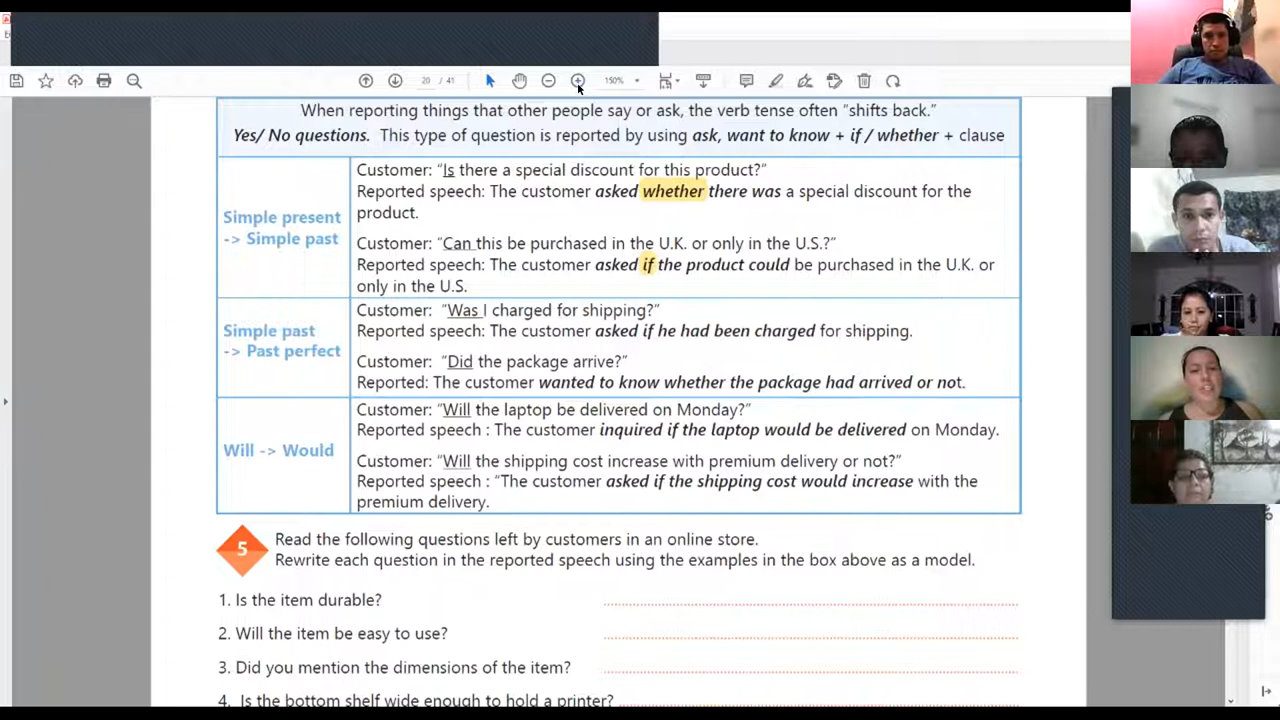 20 / 41
150%
When reporting things that other people say or ask, the verb tense often “shifts back.”
Yes/ No questions. This type of question is reported by using ask, want to know + if / whether + clause
Simple present
-> Simple past
Customer: “Is there a special discount for this product?”
Reported speech: The customer asked whether there was a special discount for the
product.
Customer: “Can this be purchased in the U.K. or only in the U.S.?”
Reported speech: The customer asked if the product could be purchased in the U.K. or
only in the U.S.
Simple past
-> Past perfect
Customer: “Was I charged for shipping?”
Reported speech: The customer asked if he had been charged for shipping.
Customer: “Did the package arrive?”
Reported: The customer wanted to know whether the package had arrived or not.
Will -> Would
Customer: “Will the laptop be delivered on Monday?”
Reported speech : The customer inquired if the laptop would be delivered on Monday.
Customer: “Will the shipping cost increase with premium delivery or not?”
Reported speech : “The customer asked if the shipping cost would increase with the
premium delivery.
5
Read the following questions left by customers in an online store.
Rewrite each question in the reported speech using the examples in the box above as a model.
1. Is the item durable?
2. Will the item be easy to use?
3. Did you mention the dimensions of the item?
4. Is the bottom shelf wide enough to hold a printer?